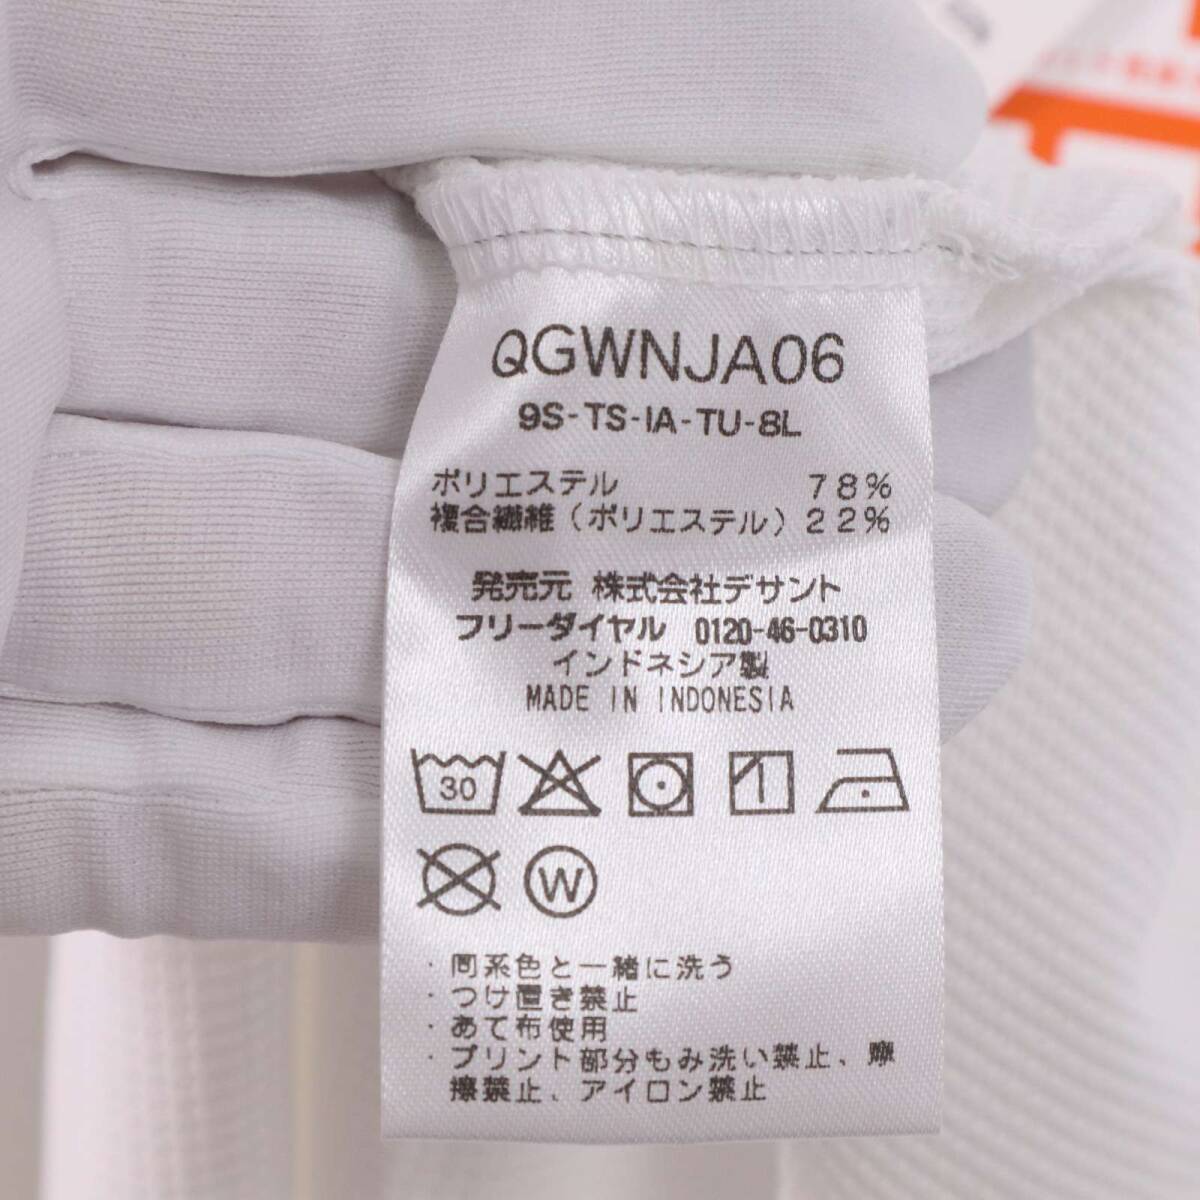 QGWNJA06
9S-TS-IA-TU-8L
ポリエステル 78%
複合繊維(ポリエステル)22%
発売元 株式会社デサント
フリーダイヤル 0120-46-0310
インドネシア製
MADE IN INDONESIA
30
W
・同系色と一緒に洗う
・つけ置き禁止
・あて布使用
・プリント部分もみ洗い禁止、摩
擦禁止、アイロン禁止